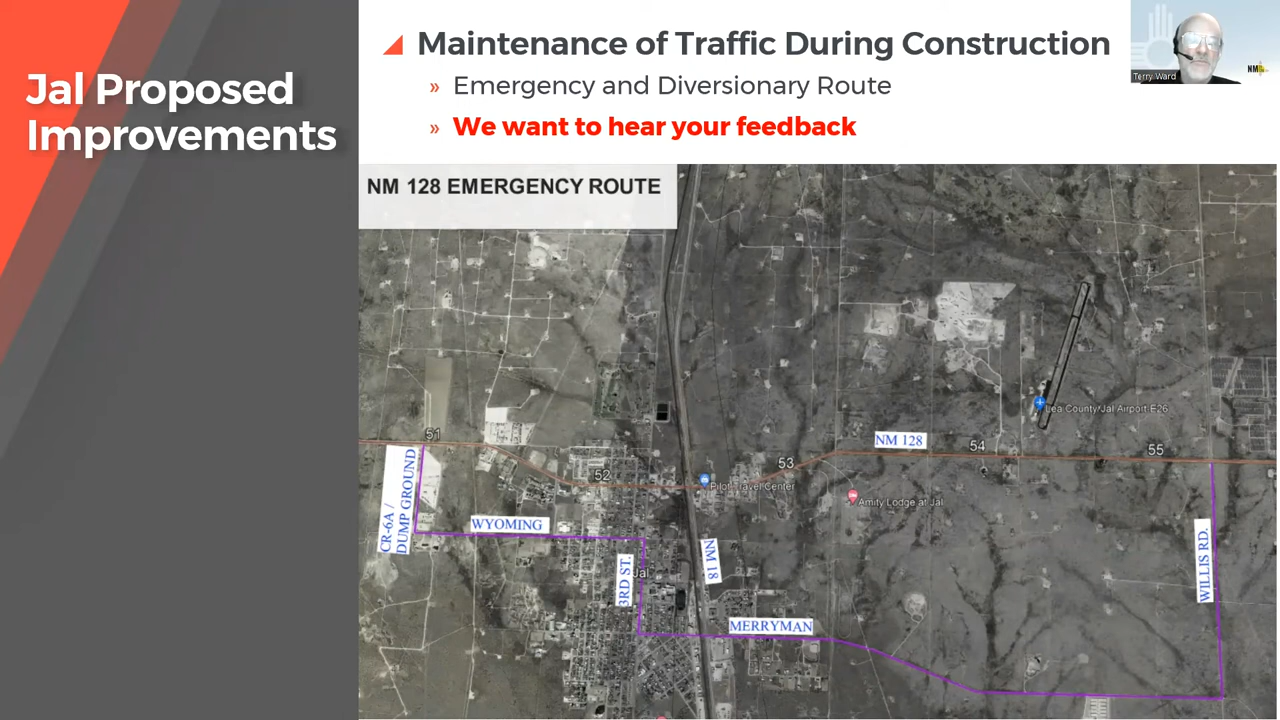 Jal Proposed
Improvements
Maintenance of Traffic During Construction
» Emergency and Diversionary Route
» We want to hear your feedback
Terry Ward
NM
NM 128 EMERGENCY ROUTE
51
52
53
54
55
NM 128
Lea County/Jal Airport-E26
Pilot Travel Center
Amity Lodge at Jal
CR-6A /
DUMP GROUND
WYOMING
3RD ST.
Jal
NM 18
MERRYMAN
WILLIS RD.